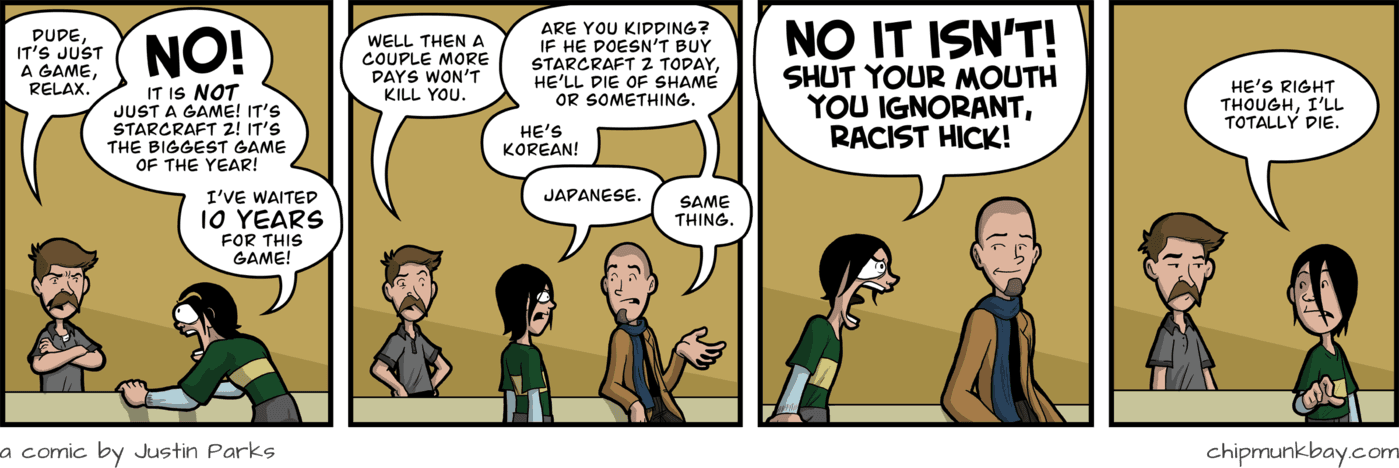 DUDE,
IT'S JUST
A GAME,
RELAX.
NO!
IT IS NOT
JUST A GAME! IT'S
STARCRAFT 2! IT'S
THE BIGGEST GAME
OF THE YEAR!
I'VE WAITED
10 YEARS
FOR THIS
GAME!
WELL THEN A
COUPLE MORE
DAYS WON'T
KILL YOU.
ARE YOU KIDDING?
IF HE DOESN'T BUY
STARCRAFT 2 TODAY,
HE'LL DIE OF SHAME
OR SOMETHING.
HE'S
KOREAN!
JAPANESE.
SAME
THING.
NO IT ISN'T!
SHUT YOUR MOUTH
YOU IGNORANT,
RACIST HICK!
HE'S RIGHT
THOUGH, I'LL
TOTALLY DIE.
a comic by Justin Parks
chipmunkbay.com